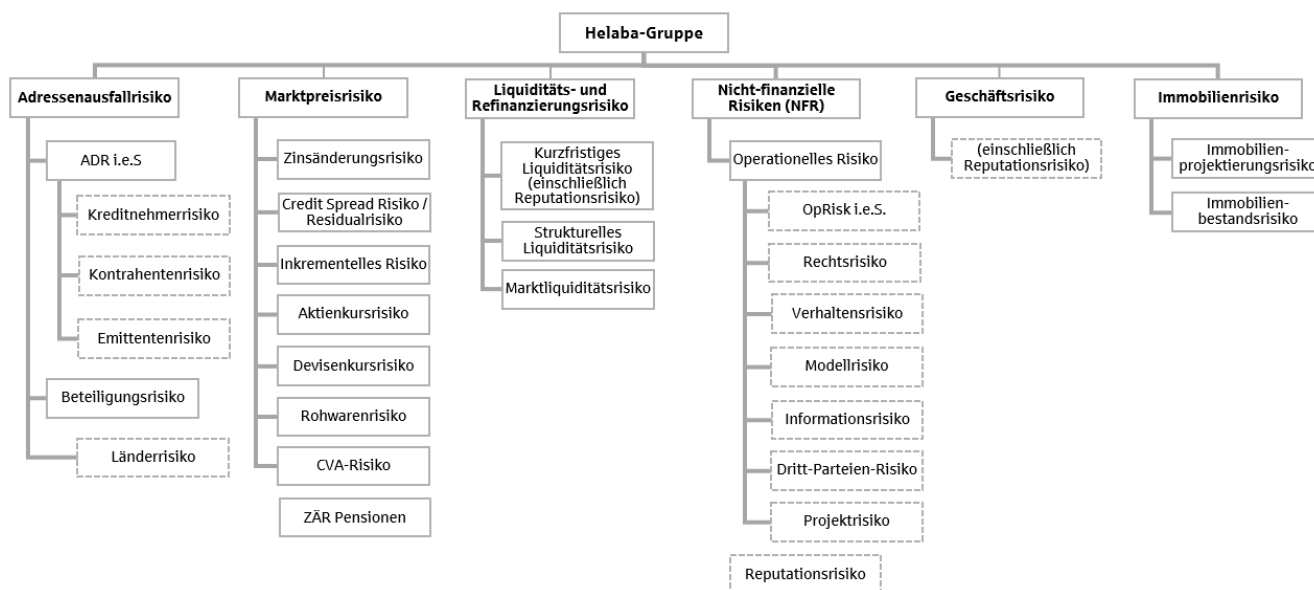 Helaba-Gruppe
Adressenausfallrisiko
ADR i.e.S
Kreditnehmerrisiko
Kontrahentenrisiko
Emittentenrisiko
Beteiligungsrisiko
Länderrisiko
Marktpreisrisiko
Zinsänderungsrisiko
Credit Spread Risiko /
Residualrisiko
Inkrementelles Risiko
Aktienkursrisiko
Devisenkursrisiko
Rohwarenrisiko
CVA-Risiko
ZÄR Pensionen
Liquiditäts- und
Refinanzierungsrisiko
Kurzfristiges
Liquiditätsrisiko
(einschließlich
Reputationsrisiko)
Strukturelles
Liquiditätsrisiko
Marktliquiditätsrisiko
Nicht-finanzielle
Risiken (NFR)
Operationelles Risiko
OpRisk i.e.S.
Rechtsrisiko
Verhaltensrisiko
Modellrisiko
Informationsrisiko
Dritt-Parteien-Risiko
Projektrisiko
Reputationsrisiko
Geschäftsrisiko
(einschließlich
Reputationsrisiko)
Immobilienrisiko
Immobilien-
projektierungsrisiko
Immobilien-
bestandsrisiko